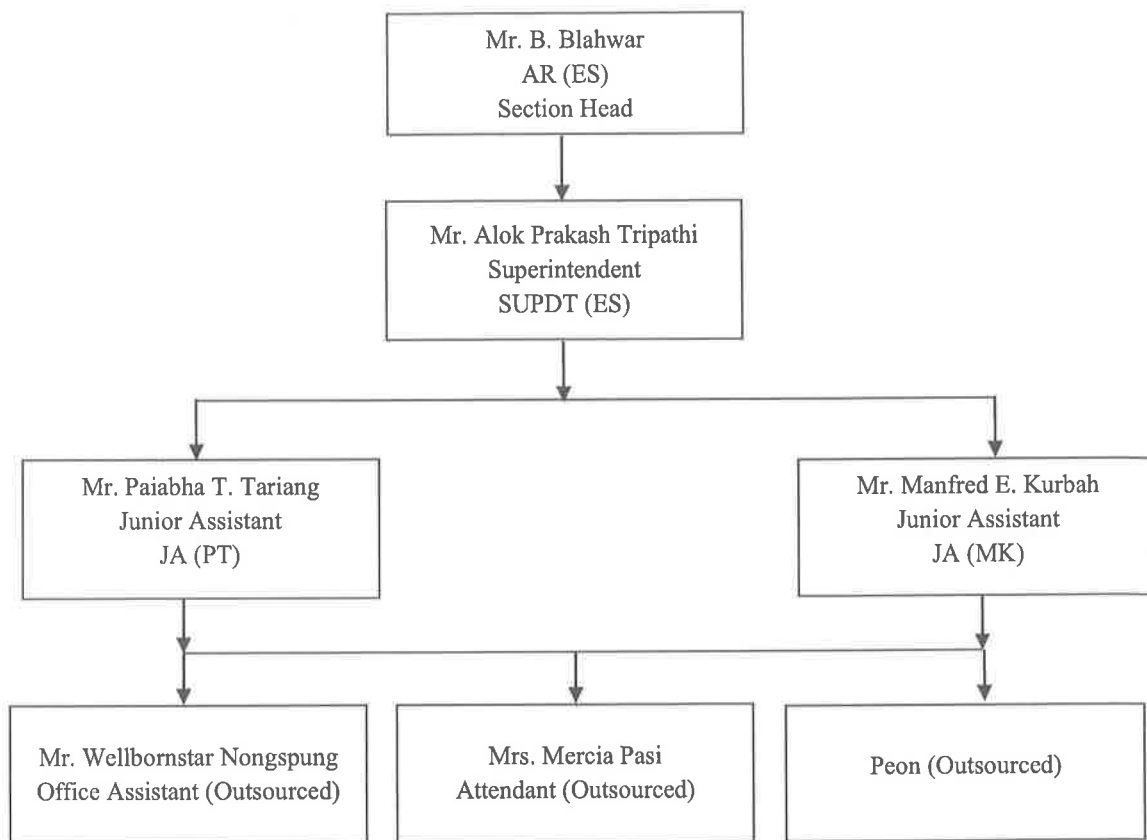 Mr. B. Blahwar
AR (ES)
Section Head
Mr. Alok Prakash Tripathi
Superintendent
SUPDT (ES)
Mr. Paiabha T. Tariang
Junior Assistant
JA (PT)
Mr. Manfred E. Kurbah
Junior Assistant
JA (MK)
Mr. Wellbornstar Nongspung
Office Assistant (Outsourced)
Mrs. Mercia Pasi
Attendant (Outsourced)
Peon (Outsourced)